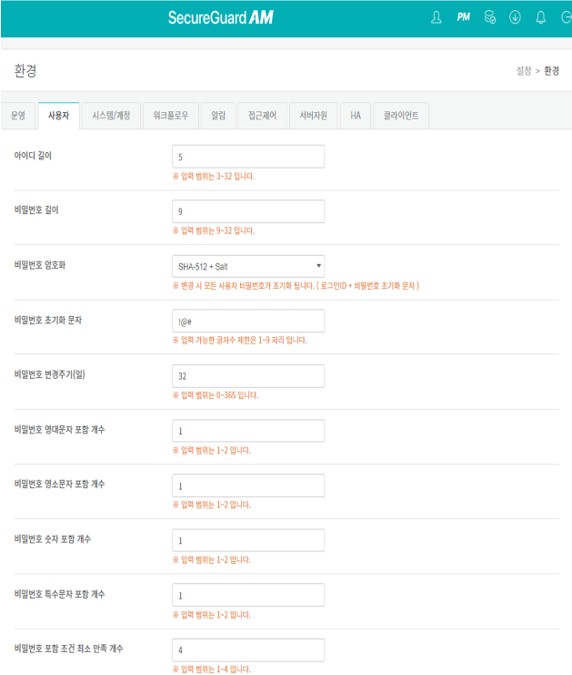 SecureGuard AM
PM
환경
설정 > 환경
운영 사용자 시스템/계정 워크플로우 알림 접근제어 서버자원 HA 클라이언트
아이디 길이
5
※ 입력 범위는 3~32 입니다.
비밀번호 길이
9
※ 입력 범위는 9~32 입니다.
비밀번호 암호화
SHA-512 + Salt
※ 변경 시 모든 사용자 비밀번호가 초기화 됩니다. ( 로그인ID + 비밀번호 초기화 문자 )
비밀번호 초기화 문자
!@#
※ 입력 가능한 글자수 제한은 1~9 자리 입니다.
비밀번호 변경주기(일)
32
※ 입력 범위는 0~365 입니다.
비밀번호 영대문자 포함 개수
1
※ 입력 범위는 1~2 입니다.
비밀번호 영소문자 포함 개수
1
※ 입력 범위는 1~2 입니다.
비밀번호 숫자 포함 개수
1
※ 입력 범위는 1~2 입니다.
비밀번호 특수문자 포함 개수
1
※ 입력 범위는 1~2 입니다.
비밀번호 포함 조건 최소 만족 개수
4
※ 입력 범위는 1~4 입니다.